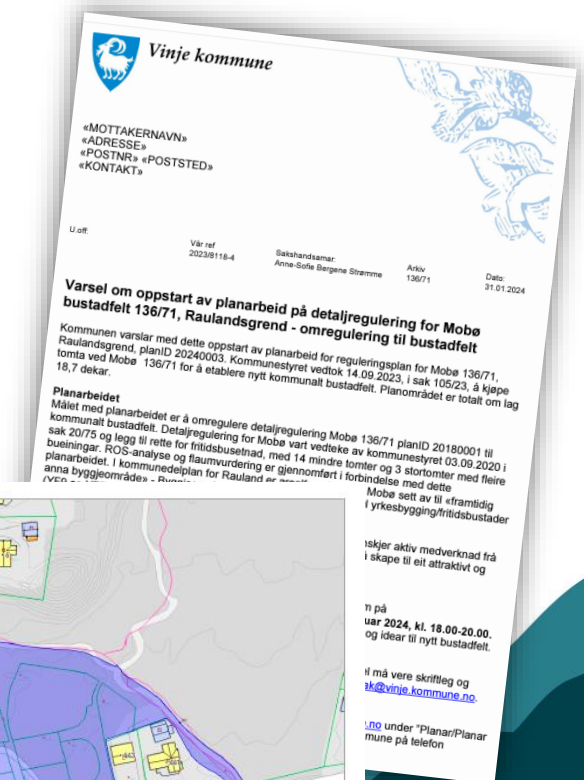 Vinje kommune
«MOTTAKERNAVN»
«ADRESSE»
«POSTNR» «POSTSTED»
«KONTAKT»
U.off:
Vår ref
2023/8118-4
Sakshandsamar:
Anne-Sofie Bergene Strømme
Arkiv
136/71
Dato:
31.01.2024
Varsel om oppstart av planarbeid på detaljregulering for Mobø
bustadfelt 136/71, Raulandsgrend - omregulering til bustadfelt
Kommunen varslar med dette oppstart av planarbeid for reguleringsplan for Mobø 136/71,
Raulandsgrend, planID 20240003. Kommunestyret vedtok 14.09.2023, i sak 105/23, å kjøpe
tomta ved Mobø 136/71 for å etablere nytt kommunalt bustadfelt. Planområdet er totalt om lag
18,7 dekar.
Planarbeidet
Målet med planarbeidet er å omregulere detaljregulering Mobø 136/71 planID 20180001 til
kommunalt bustadfelt. Detaljregulering for Mobø vart vedteke av kommunestyret 03.09.2020 i
sak 20/75 og legg til rette for fritidsbusetnad, med 14 mindre tomter og 3 stortomter med fleire
bueiningar. ROS-analyse og flaumvurdering er gjennomført i forbindelse med dette
planarbeidet. I kommunedelplan for Rauland er
Mobø sett av til «framtidig
anna byggjeområde» -
yrkesbygging/fritidsbustader
nskjer aktiv medverknad frå
å skape til eit attraktivt og
m på
uar 2024, kl. 18.00-20.00.
og idear til nytt bustadfelt.
el må vere skriftleg og
ak@vinje.kommune.no.
.no under "Planar/Planar
mune på telefon